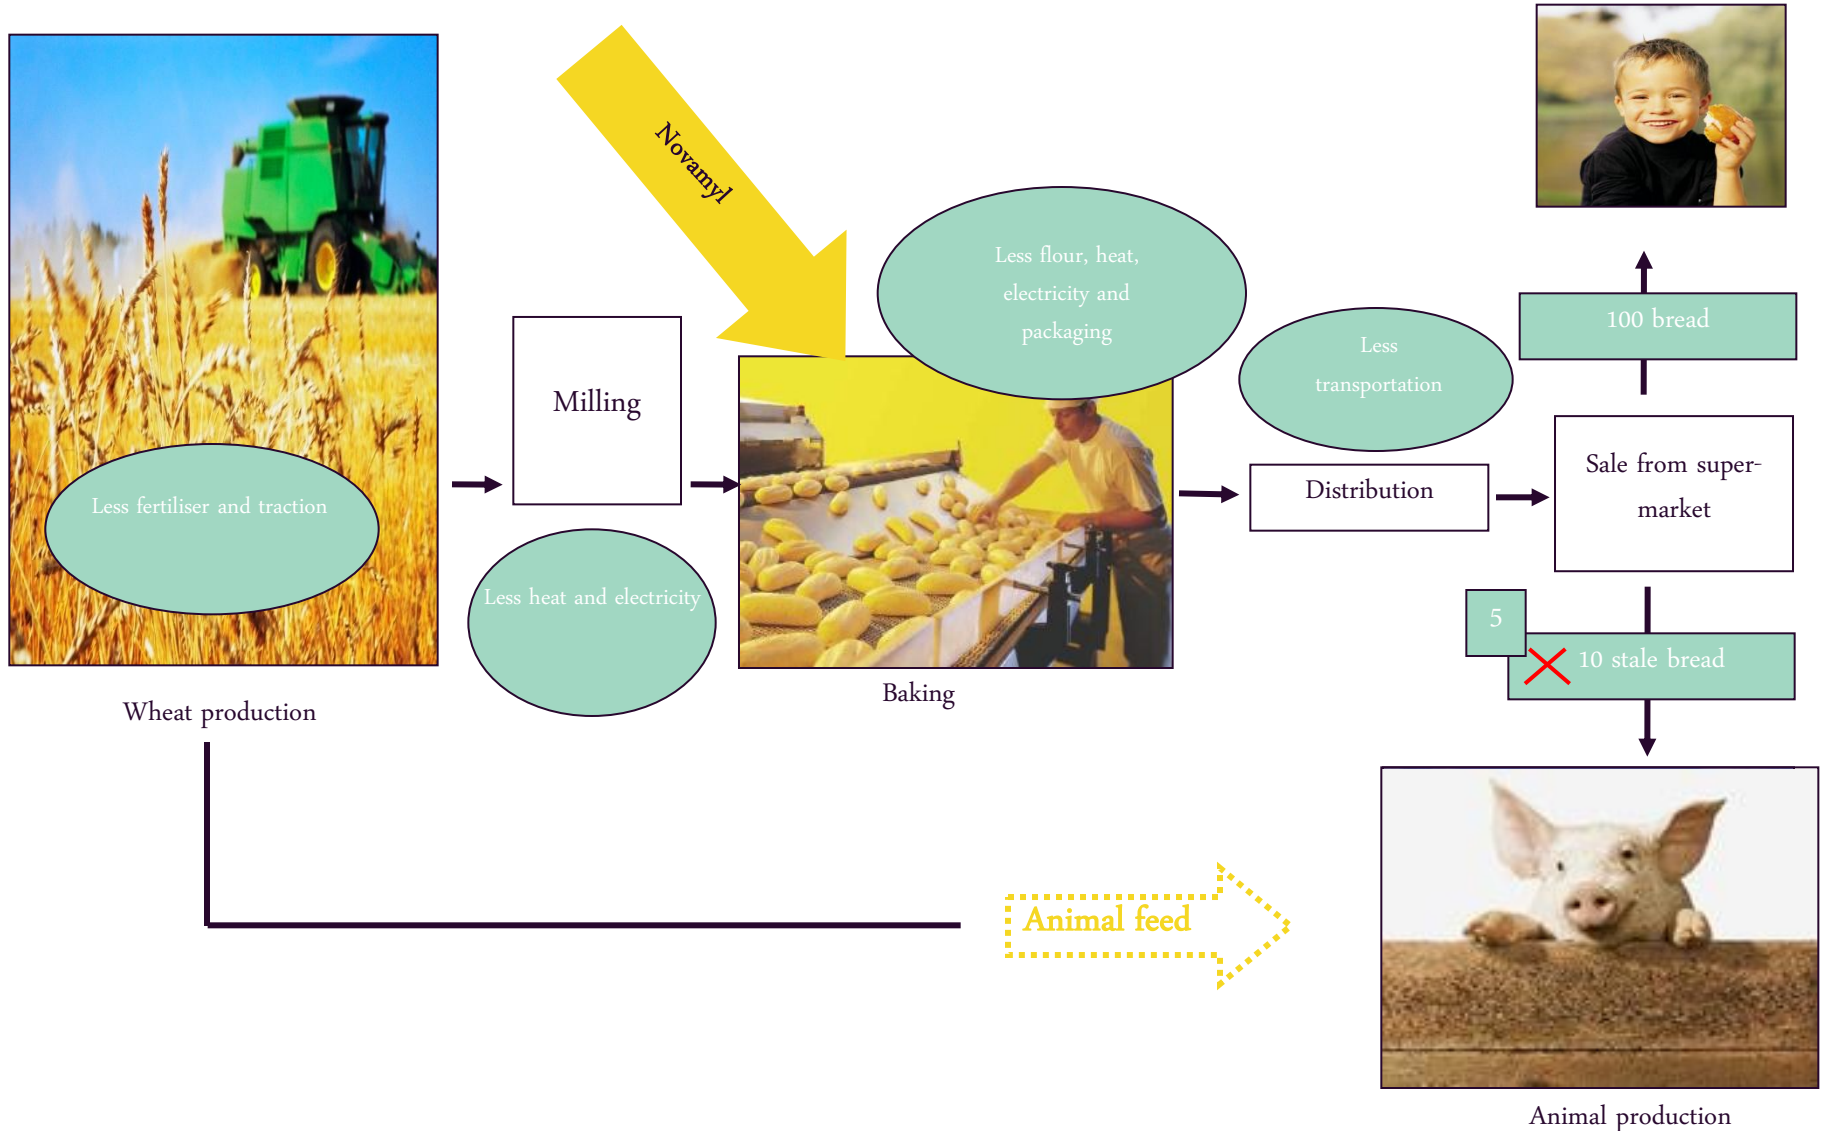 Novamyl
Less flour, heat,
electricity and
packaging
100 bread
Less
transportation
Milling
Sale from super-
market
Distribution
Less fertiliser and traction
Less heat and electricity
5
10 stale bread
Baking
Wheat production
Animal feed
Animal production